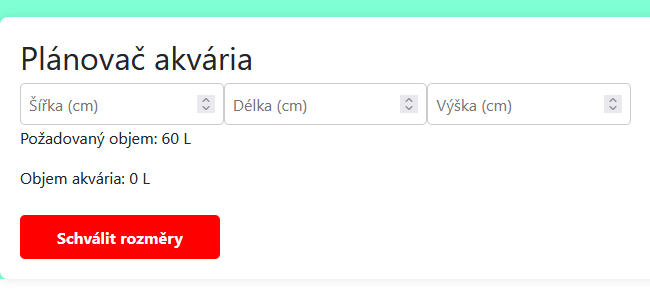 Plánovač akvária
Šířka (cm) Délka (cm) Výška (cm)
Požadovaný objem: 60 L
Objem akvária: 0 L
Schválit rozměry